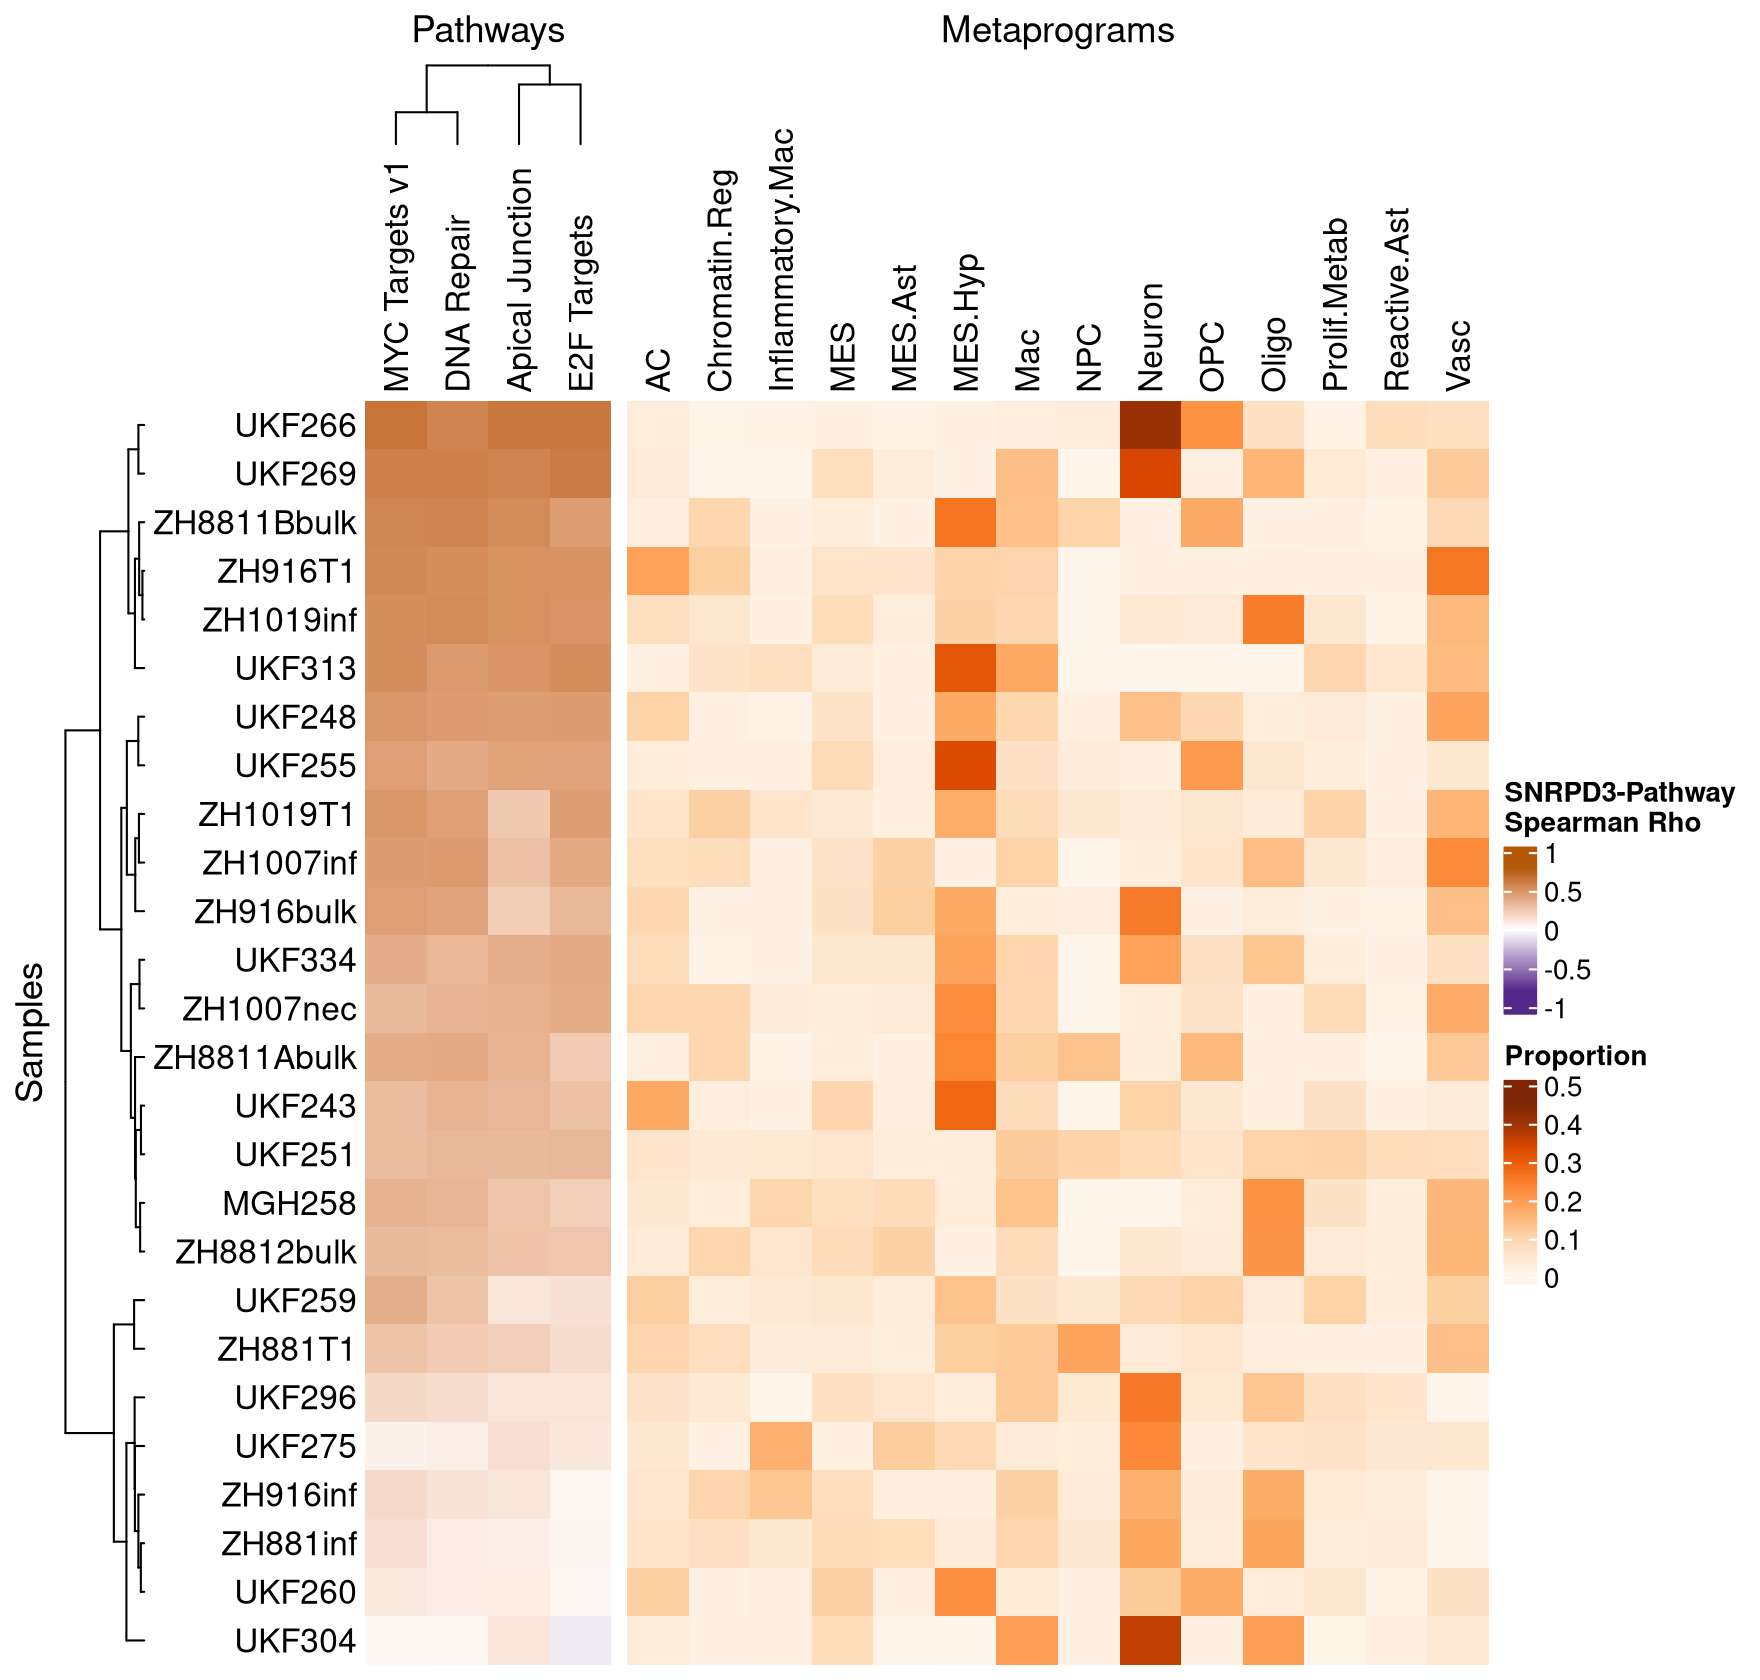 Pathways
Metaprograms
MYC Targets v1
DNA Repair
Apical Junction
E2F Targets
AC
Chromatin.Reg
Inflammatory.Mac
MES
MES.Ast
MES.Hyp
Mac
NPC
Neuron
OPC
Oligo
Prolif.Metab
Reactive.Ast
Vasc
Samples
UKF266
UKF269
ZH8811Bbulk
ZH916T1
ZH1019inf
UKF313
UKF248
UKF255
ZH1019T1
ZH1007inf
ZH916bulk
UKF334
ZH1007nec
ZH8811Abulk
UKF243
UKF251
MGH258
ZH8812bulk
UKF259
ZH881T1
UKF296
UKF275
ZH916inf
ZH881inf
UKF260
UKF304
SNRPD3-Pathway
Spearman Rho
1
0.5
0
-0.5
-1
Proportion
0.5
0.4
0.3
0.2
0.1
0